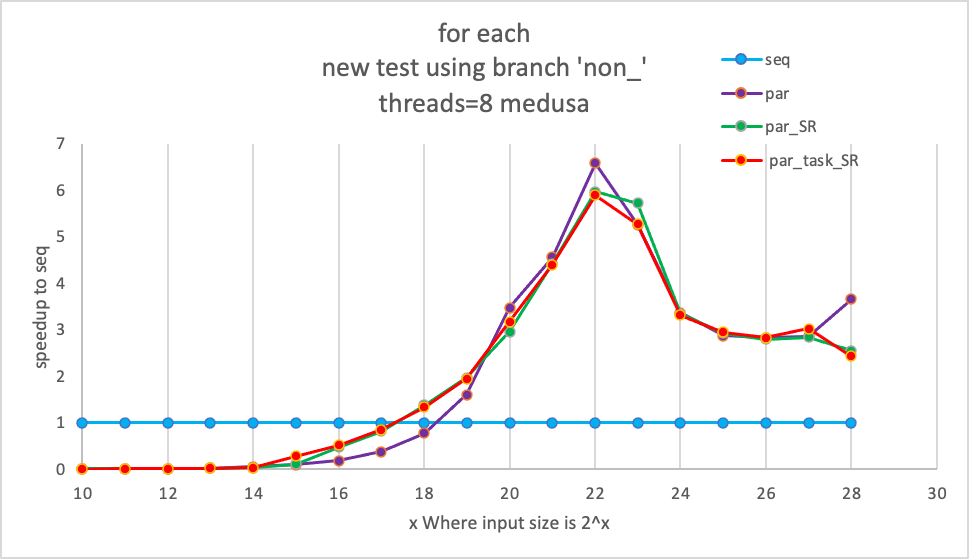 for each
new test using branch 'non_'
threads=8 medusa
seq
par
par_SR
par_task_SR
7
6
5
4
3
2
1
0
speedup to seq
10 12 14 16 18 20 22 24 26 28 30
x Where input size is 2^x